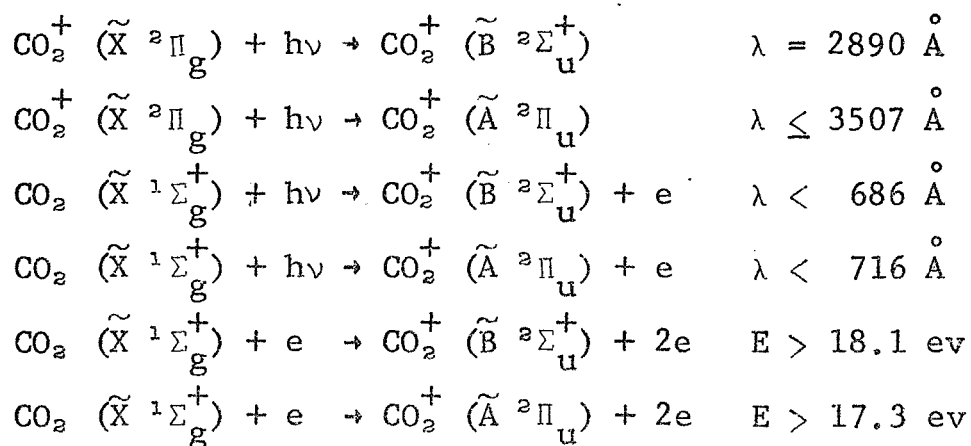 CO₂⁺ (X̃ ²Π_g) + hν → CO₂⁺ (B̃ ²Σ_u⁺) λ = 2890 Å
CO₂⁺ (X̃ ²Π_g) + hν → CO₂⁺ (Ã ²Π_u) λ ≤ 3507 Å
CO₂ (X̃ ¹Σ_g⁺) + hν → CO₂⁺ (B̃ ²Σ_u⁺) + e λ < 686 Å
CO₂ (X̃ ¹Σ_g⁺) + hν → CO₂⁺ (Ã ²Π_u) + e λ < 716 Å
CO₂ (X̃ ¹Σ_g⁺) + e → CO₂⁺ (B̃ ²Σ_u⁺) + 2e E > 18.1 ev
CO₂ (X̃ ¹Σ_g⁺) + e → CO₂⁺ (Ã ²Π_u) + 2e E > 17.3 ev